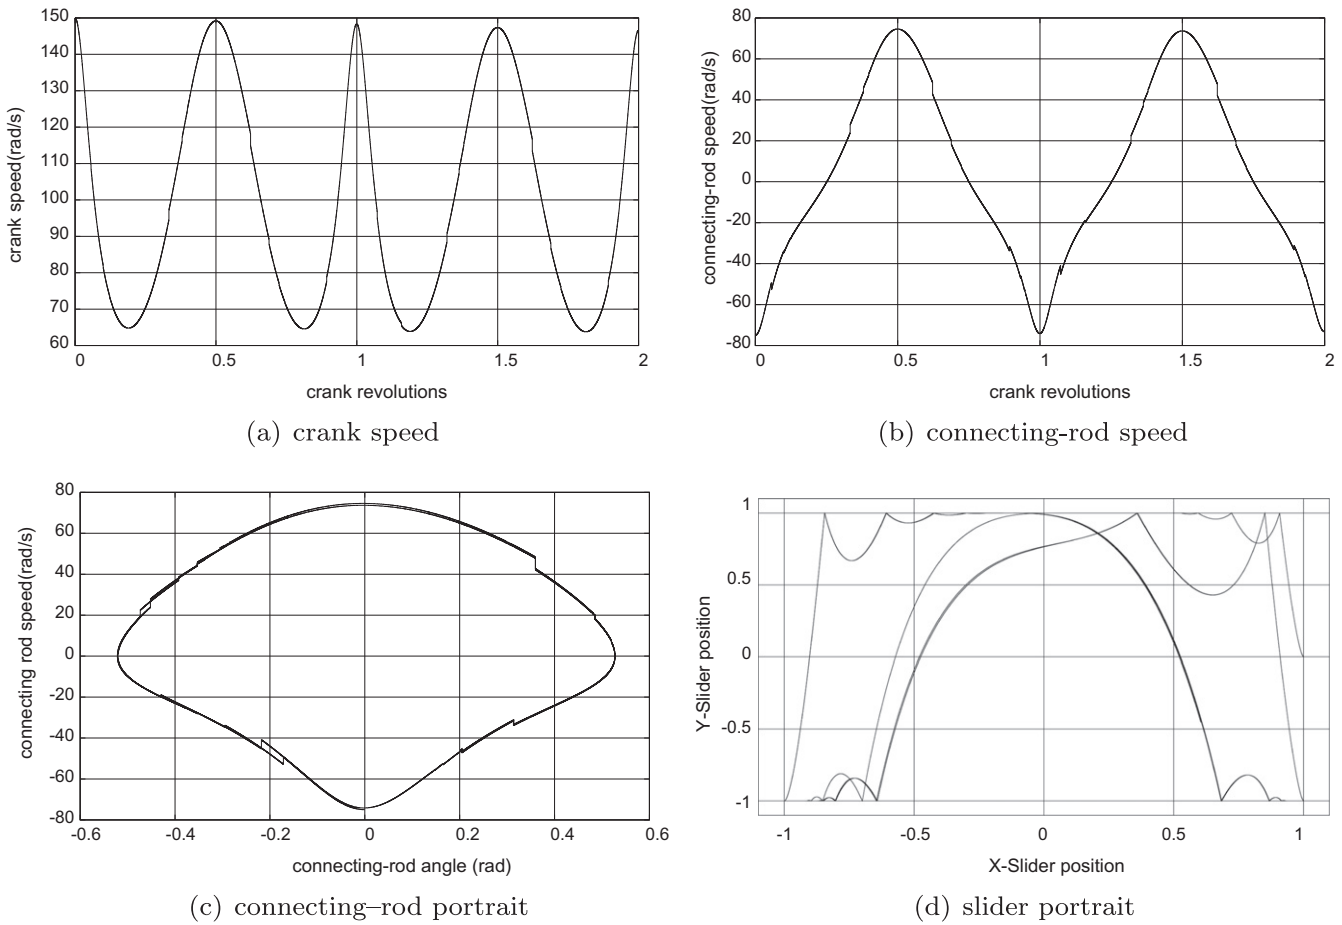 150
140
130
120
110
100
90
80
70
60
crank speed(rad/s)
0 0.5 1 1.5 2
crank revolutions
(a) crank speed
80
60
40
20
0
-20
-40
-60
-80
connecting-rod speed(rad/s)
0 0.5 1 1.5 2
crank revolutions
(b) connecting-rod speed
80
60
40
20
0
-20
-40
-60
-80
connecting rod speed(rad/s)
-0.6 -0.4 -0.2 0 0.2 0.4 0.6
connecting-rod angle (rad)
(c) connecting–rod portrait
1
0.5
0
-0.5
-1
Y-Slider position
-1 -0.5 0 0.5 1
X-Slider position
(d) slider portrait